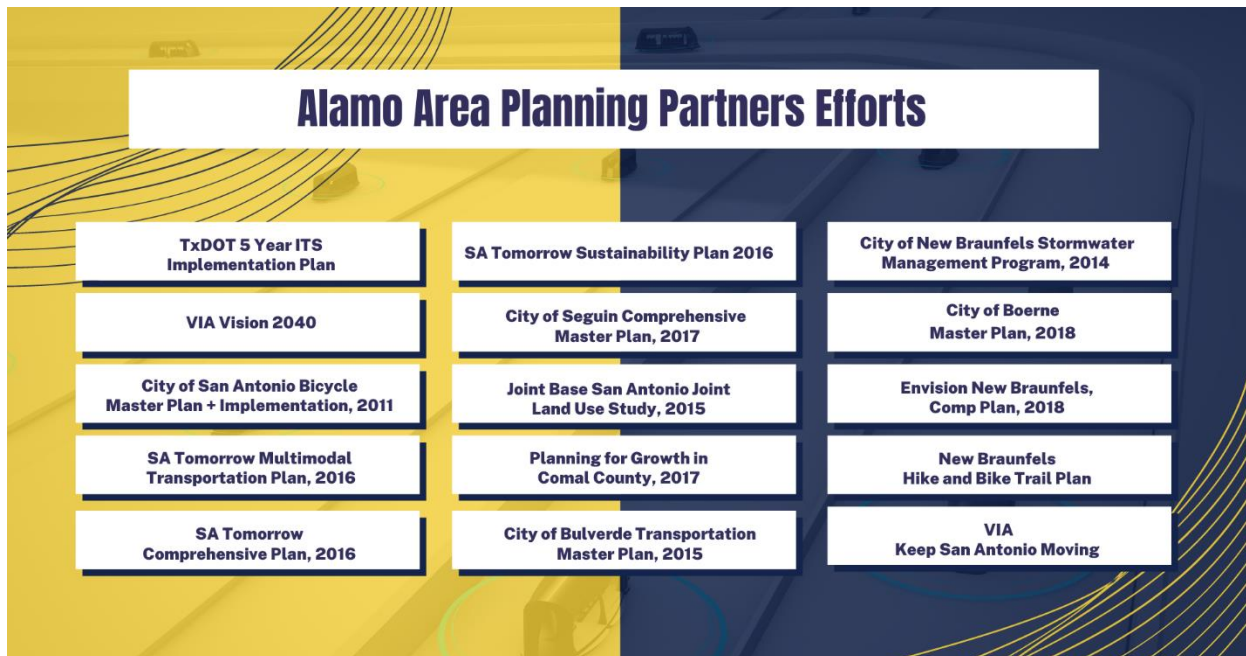 Alamo Area Planning Partners Efforts
TxDOT 5 Year ITS
Implementation Plan
VIA Vision 2040
City of San Antonio Bicycle
Master Plan + Implementation, 2011
SA Tomorrow Multimodal
Transportation Plan, 2016
SA Tomorrow
Comprehensive Plan, 2016
SA Tomorrow Sustainability Plan 2016
City of Seguin Comprehensive
Master Plan, 2017
Joint Base San Antonio Joint
Land Use Study, 2015
Planning for Growth in
Comal County, 2017
City of Bulverde Transportation
Master Plan, 2015
City of New Braunfels Stormwater
Management Program, 2014
City of Boerne
Master Plan, 2018
Envision New Braunfels,
Comp Plan, 2018
New Braunfels
Hike and Bike Trail Plan
VIA
Keep San Antonio Moving